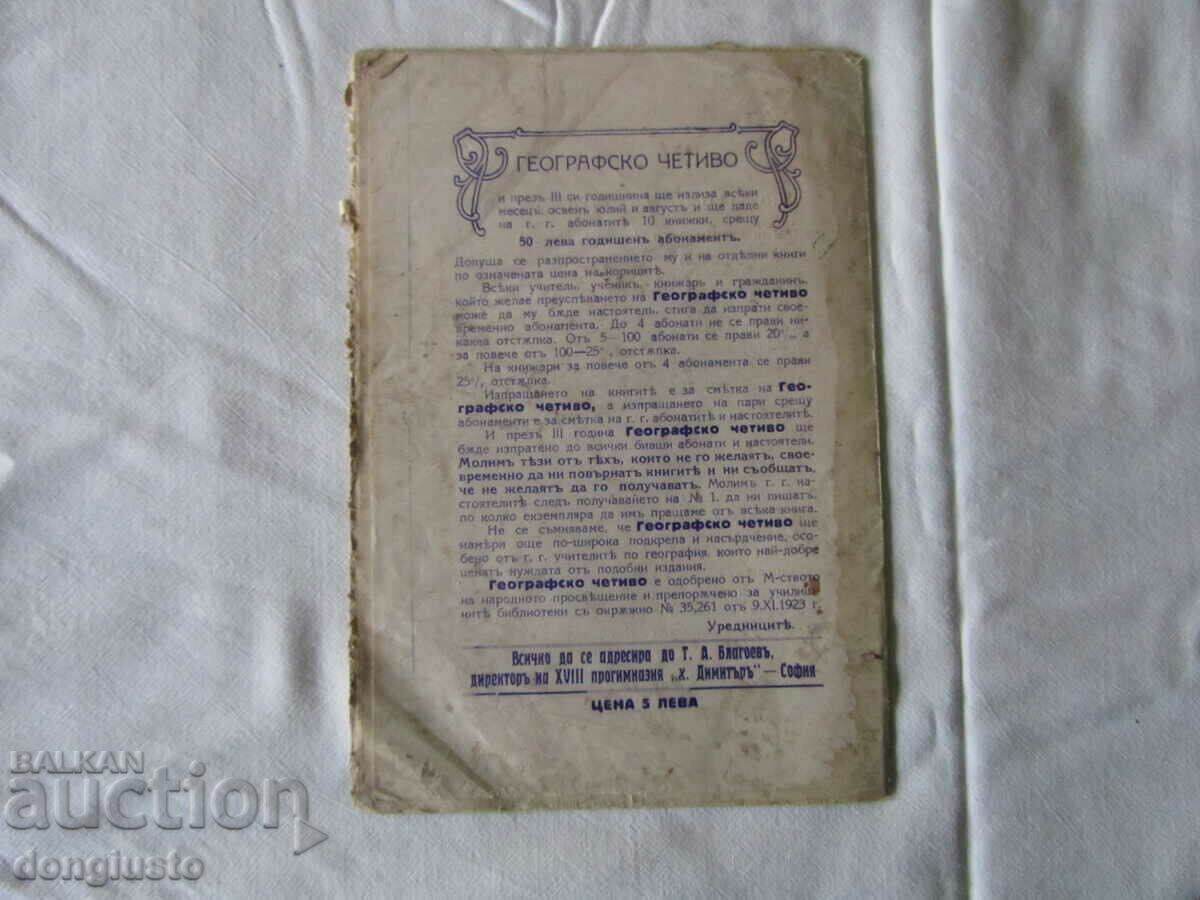 ГЕОГРАФСКО ЧЕТИВО
и презъ III си годишнина ще излиза всѣки
месецъ, освенъ юлий и августъ и ще даде
на г. г. абонатитѣ 10 книжки, срещу
50 лева годишенъ абонаментъ.
Допуша се разпространението му и на отдѣлни книги
по означената цена на корицитѣ.
Всѣки учитель, ученикъ, книжарь и гражданинъ,
който желае преуспѣването на Географско четиво
може да му бѫде настоятель, стига да изпрати свое-
временно абонамента. До 4 абонати не се прави ни-
каква отстѫпка. Отъ 5—100 абонати се прави 20%, а
за повече отъ 100—25%, отстѫпка.
На книжари за повече отъ 4 абонамента се прави
25% отстѫпка.
Изпращането на книгитѣ е за смѣтка на Гео-
графско четиво, а изпращането на пари срещу
абонаменти е за смѣтка на г. г. абонатитѣ и настоятелитѣ.
И презъ III година Географско четиво ще
бѫде изпратено до всички бивши абонати и настоятели.
Молимъ тѣзи отъ тѣхъ, които не го желаятъ, свое-
временно да ни повърнатъ книгитѣ и ни съобщатъ,
че не желаятъ да го получаватъ. Молимъ г. г. на-
стоятелитѣ следъ получаването на № 1. да ни пишатъ,
по колко екземпляра да имъ пращаме отъ всѣка книга.
Не се съмняваме, че Географско четиво ще
намѣри още по-широка подкрепа и насърдчение, осо-
бено отъ г. г. учителитѣ по география, които най-добре
ценятъ нуждата отъ подобни издания.
Географско четиво е одобрено отъ М-ството
на народното просвѣщение и препорѫчено за училищ-
нитѣ библиотеки съ окрѫжно № 35,261 отъ 9.XI.1923 г.
Уредницитѣ.
Всичко да се адресира до Т. Д. Благоевъ,
директоръ на XVIII прогимназия „х. Димитъръ" — София
ЦЕНА 5 ЛЕВА
BALKAN
auction
dongiusto